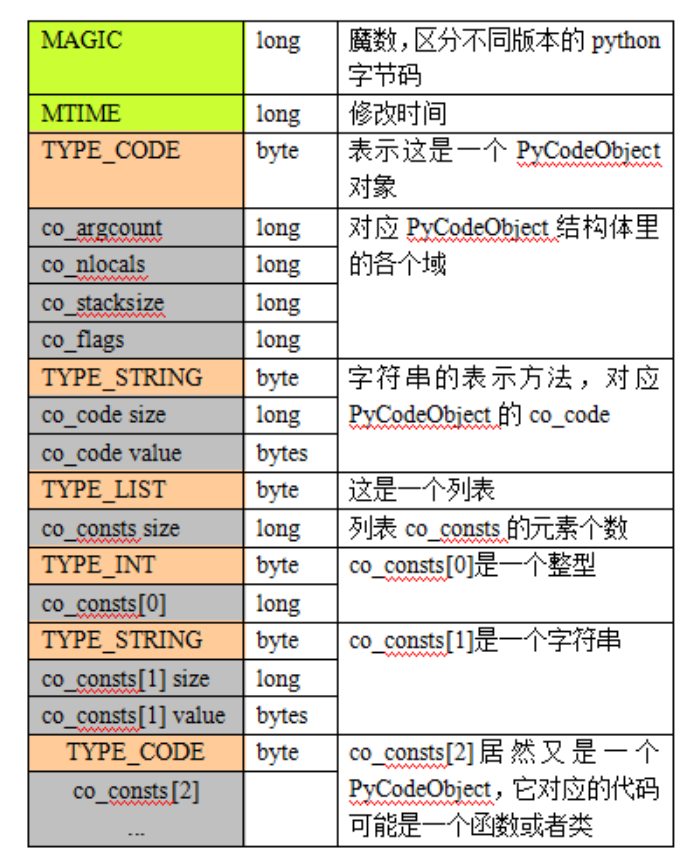 MAGIC long 魔数，区分不同版本的 python
字节码
MTIME long 修改时间
TYPE_CODE byte 表示这是一个 PyCodeObject
对象
co_argcount long 对应 PyCodeObject 结构体里
co_nlocals long 的各个域
co_stacksize long
co_flags long
TYPE_STRING byte 字符串的表示方法，对应
co_code size long PyCodeObject 的 co_code
co_code value bytes
TYPE_LIST byte 这是一个列表
co_consts size long 列表 co_consts 的元素个数
TYPE_INT byte co_consts[0]是一个整型
co_consts[0] long
TYPE_STRING byte co_consts[1]是一个字符串
co_consts[1] size long
co_consts[1] value bytes
TYPE_CODE byte co_consts[2]居然又是一个
co_consts[2] PyCodeObject，它对应的代码
... 可能是一个函数或者类